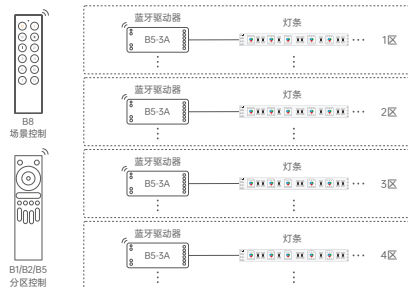 蓝牙驱动器
灯条
B5-3A
1区
蓝牙驱动器
灯条
B5-3A
2区
B8
场景控制
蓝牙驱动器
灯条
B5-3A
3区
蓝牙驱动器
灯条
B5-3A
4区
B1/B2/B5
分区控制